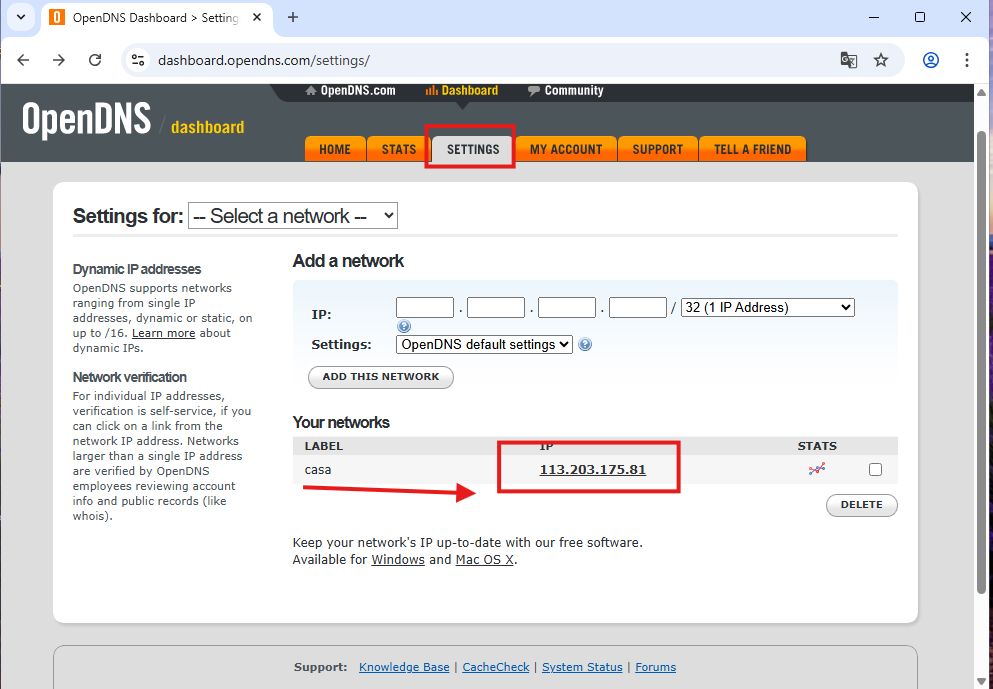 OpenDNS Dashboard > Setting
dashboard.opendns.com/settings/
OpenDNS / dashboard
OpenDNS.com Dashboard Community
HOME STATS SETTINGS MY ACCOUNT SUPPORT TELL A FRIEND
Settings for: -- Select a network --
Dynamic IP addresses
OpenDNS supports networks
ranging from single IP
addresses, dynamic or static, on
up to /16. Learn more about
dynamic IPs.
Network verification
For individual IP addresses,
verification is self-service, if you
can click on a link from the
network IP address. Networks
larger than a single IP address
are verified by OpenDNS
employees reviewing account
info and public records (like
whois).
Add a network
IP: . . . / 32 (1 IP Address)
?
Settings: OpenDNS default settings ?
ADD THIS NETWORK
Your networks
LABEL IP STATS
casa 113.203.175.81
DELETE
Keep your network's IP up-to-date with our free software.
Available for Windows and Mac OS X.
Support: Knowledge Base | CacheCheck | System Status | Forums